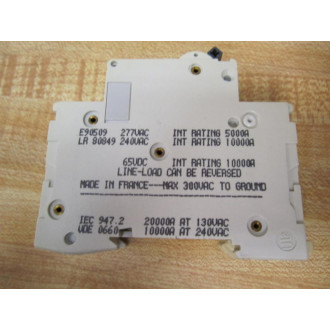 E90509 277VAC INT RATING 5000A
LR 80849 240VAC INT RATING 10000A
65VDC INT RATING 10000A
LINE-LOAD CAN BE REVERSED
MADE IN FRANCE---MAX 300VAC TO GROUND
IEC 947.2 20000A AT 130VAC
VDE 0660 10000A AT 240VAC